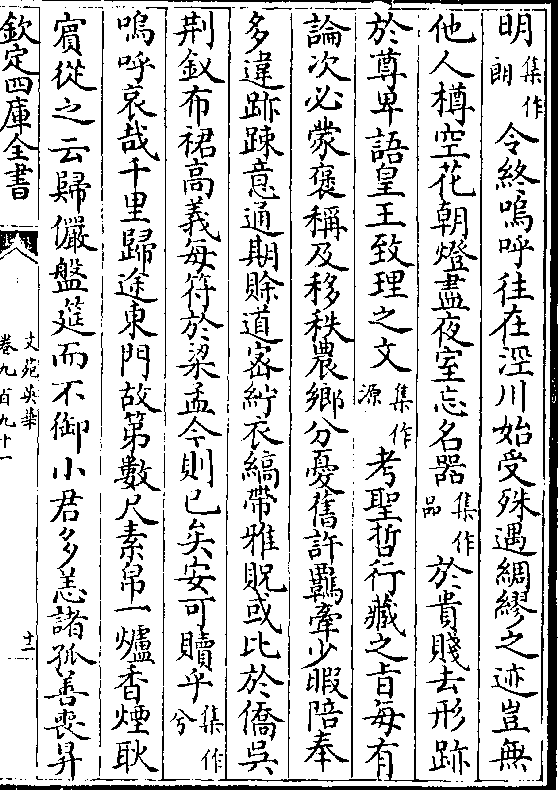 明集作朗令終嗚呼往在涇川始受殊遇綢繆之迹豈無
他人樽空花朝燈盡夜室忘名器集作品於貴賤去形跡
於尊卑語皇王致理之文集作源考聖哲行藏之旨每有
論次必蒙褒稱及移秩農鄉分憂舊許羈牽少暇陪奉
多違跡踈意通期賒道密紵衣縞帶雅貺或比於僑吳
荆釵布裙高義每符於梁孟今則已矣安可贖乎集作兮
嗚呼哀哉千里歸途東門故第數尺素帛一爐香煙耿
賓從之云歸儼盤筵而不御小君多恙諸孤善喪昇
欽定四庫全書
文苑英華
卷九百九十一
十二